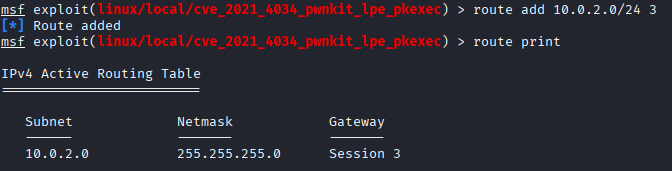 msf exploit(linux/local/cve_2021_4034_pwnkit_lpe_pkexec) > route add 10.0.2.0/24 3
[*] Route added
msf exploit(linux/local/cve_2021_4034_pwnkit_lpe_pkexec) > route print
IPv4 Active Routing Table
=========================
Subnet Netmask Gateway
------ ------- -------
10.0.2.0 255.255.255.0 Session 3